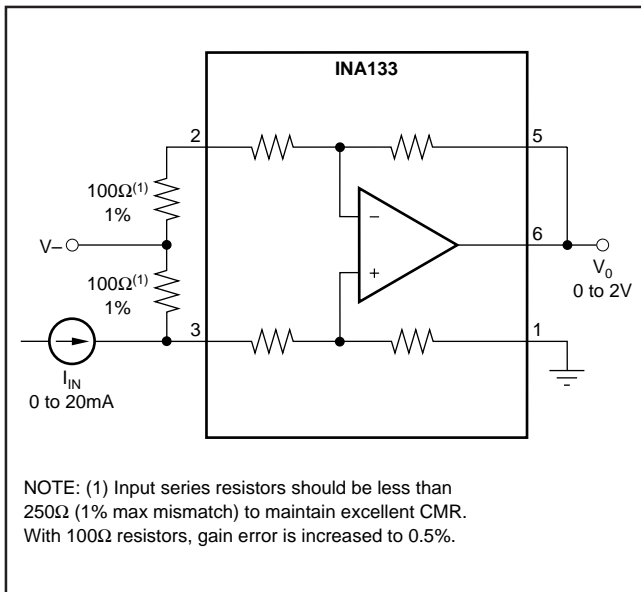 INA133
2
5
100Ω(1)
1%
V–
6
V0
0 to 2V
100Ω(1)
1%
3
1
IIN
0 to 20mA
NOTE: (1) Input series resistors should be less than
250Ω (1% max mismatch) to maintain excellent CMR.
With 100Ω resistors, gain error is increased to 0.5%.